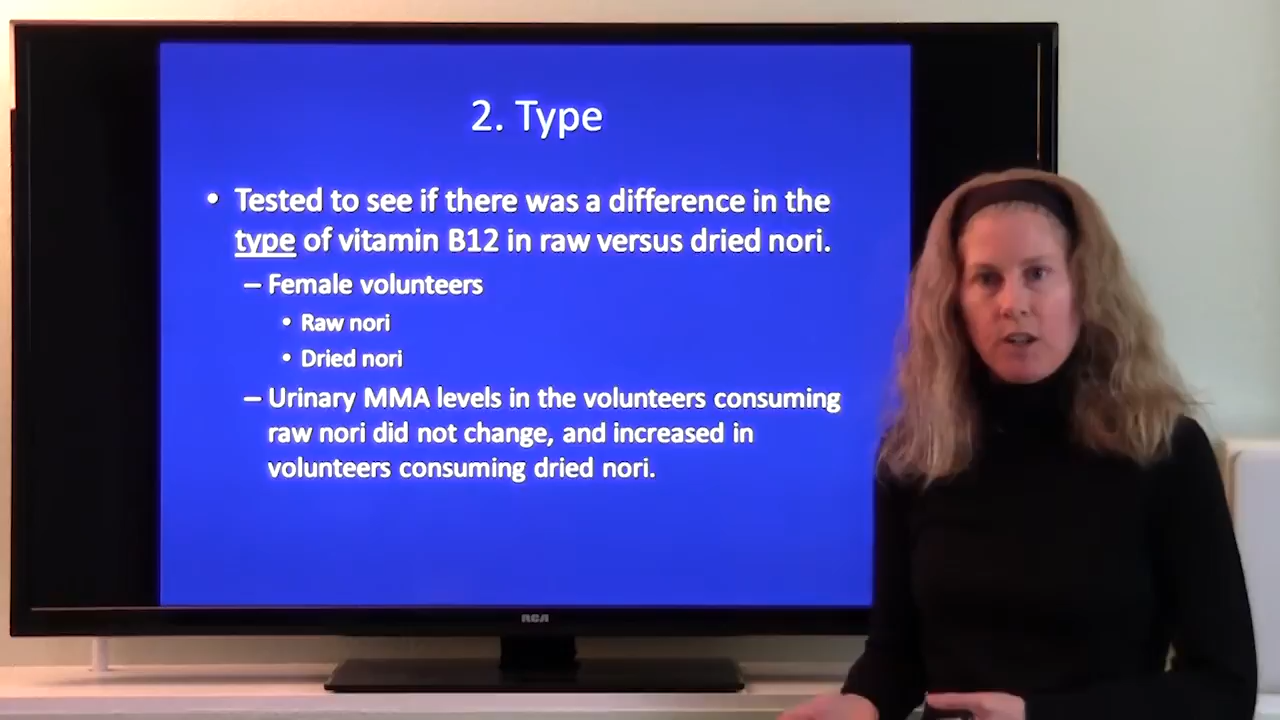 2. Type
• Tested to see if there was a difference in the
type of vitamin B12 in raw versus dried nori.
– Female volunteers
• Raw nori
• Dried nori
– Urinary MMA levels in the volunteers consuming
raw nori did not change, and increased in
volunteers consuming dried nori.
RCA